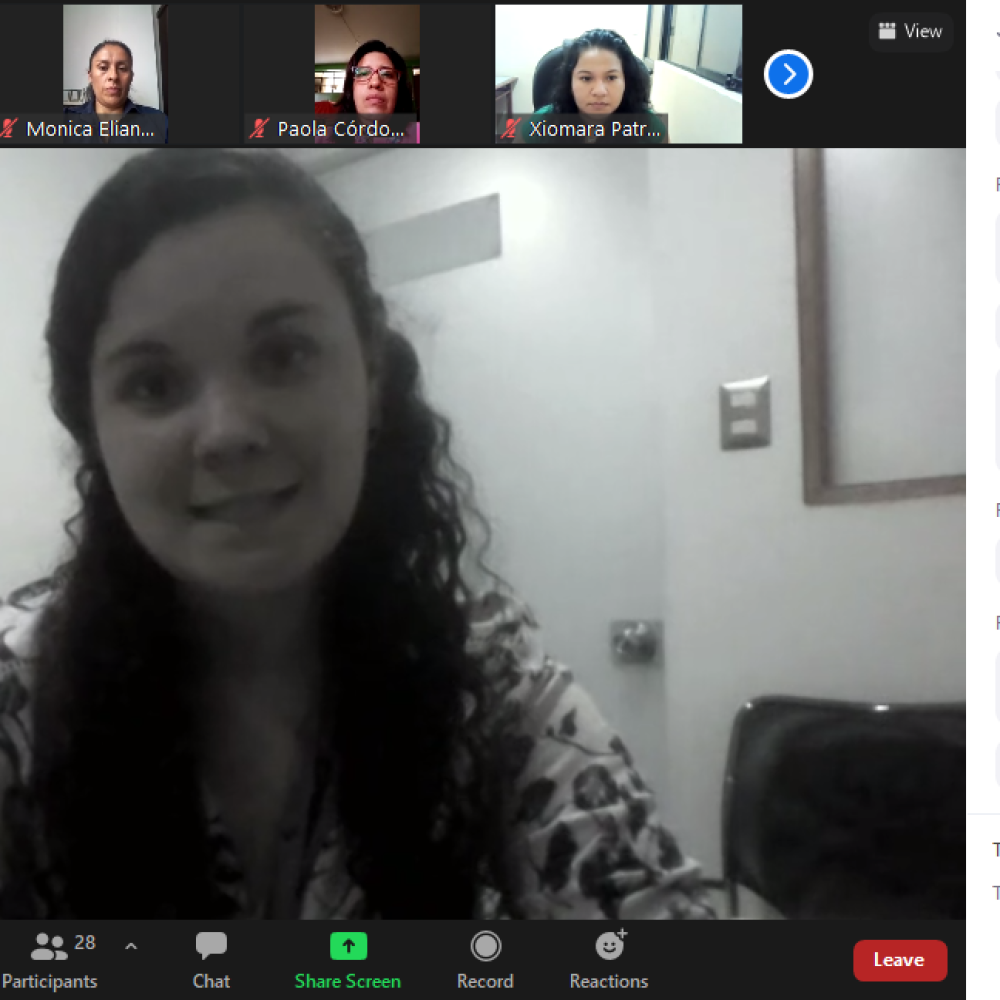 View
Monica Elian...
Paola Córdo...
Xiomara Patr...
28
Participants
Chat
Share Screen
Record
Reactions
Leave